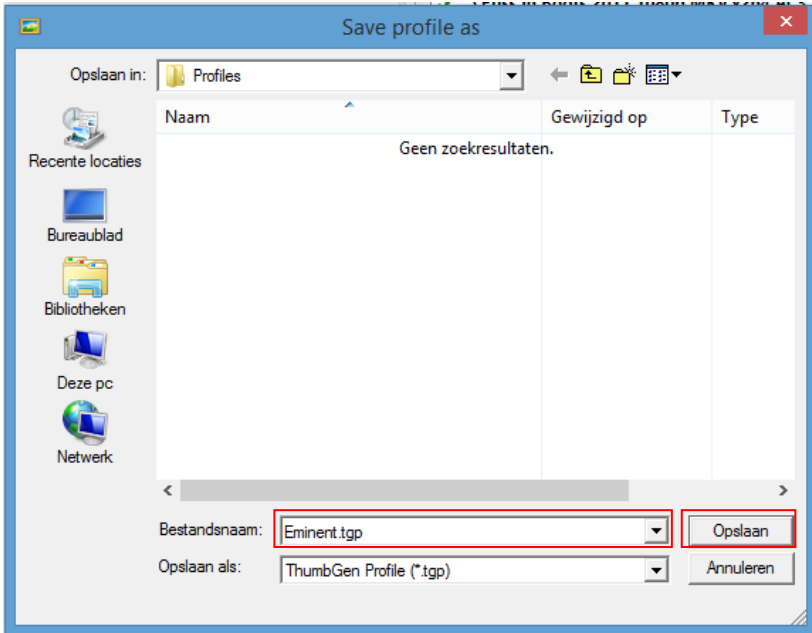 Save profile as
Opslaan in: Profiles
Naam Gewijzigd op Type
Geen zoekresultaten.
Recente locaties
Bureaublad
Bibliotheken
Deze pc
Netwerk
Bestandsnaam: Eminent.tgp Opslaan
Opslaan als: ThumbGen Profile (*.tgp) Annuleren